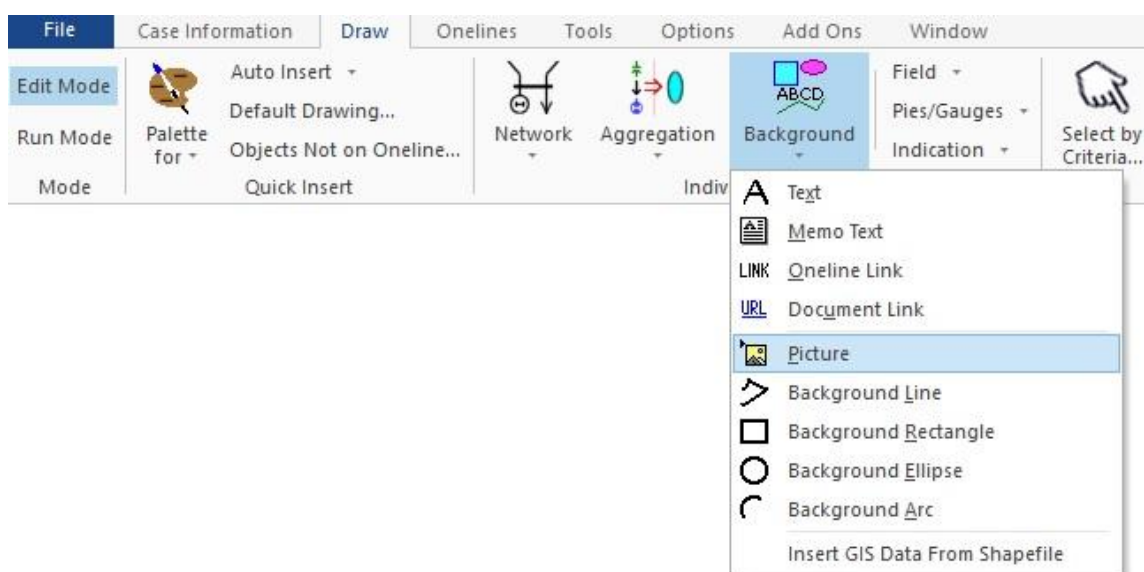 File Case Information Draw Onelines Tools Options Add Ons Window
Edit Mode
Run Mode
Mode
Palette
for
Auto Insert
Default Drawing...
Objects Not on Oneline...
Quick Insert
Network
Aggregation
ABCD
Background
Field
Pies/Gauges
Indication
Select by
Criteria...
Indiv
A Text
Memo Text
LINK Oneline Link
URL Document Link
Picture
Background Line
Background Rectangle
Background Ellipse
Background Arc
Insert GIS Data From Shapefile